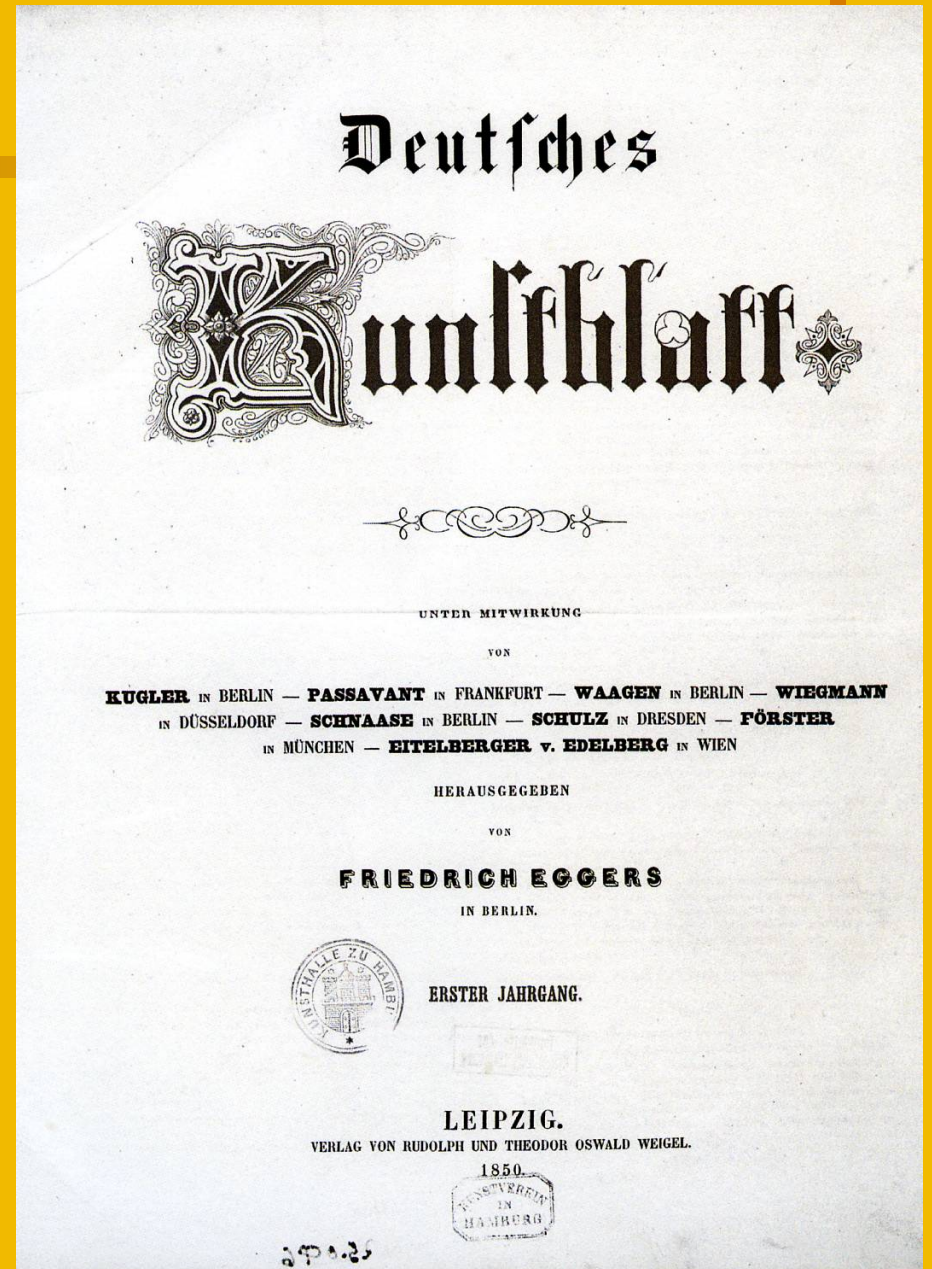 Deutſches
Kunſtblatt
UNTER MITWIRKUNG
VON
KUGLER IN BERLIN — PASSAVANT IN FRANKFURT — WAAGEN IN BERLIN — WIEGMANN
IN DÜSSELDORF — SCHNAASE IN BERLIN — SCHULZ IN DRESDEN — FÖRSTER
IN MÜNCHEN — EITELBERGER v. EDELBERG IN WIEN
HERAUSGEGEBEN
VON
FRIEDRICH EGGERS
IN BERLIN.
KUNSTHALLE ZU HAMBU
ERSTER JAHRGANG.
LEIPZIG.
VERLAG VON RUDOLPH UND THEODOR OSWALD WEIGEL.
1850.
KUNSTVEREIN
IN
HAMBURG